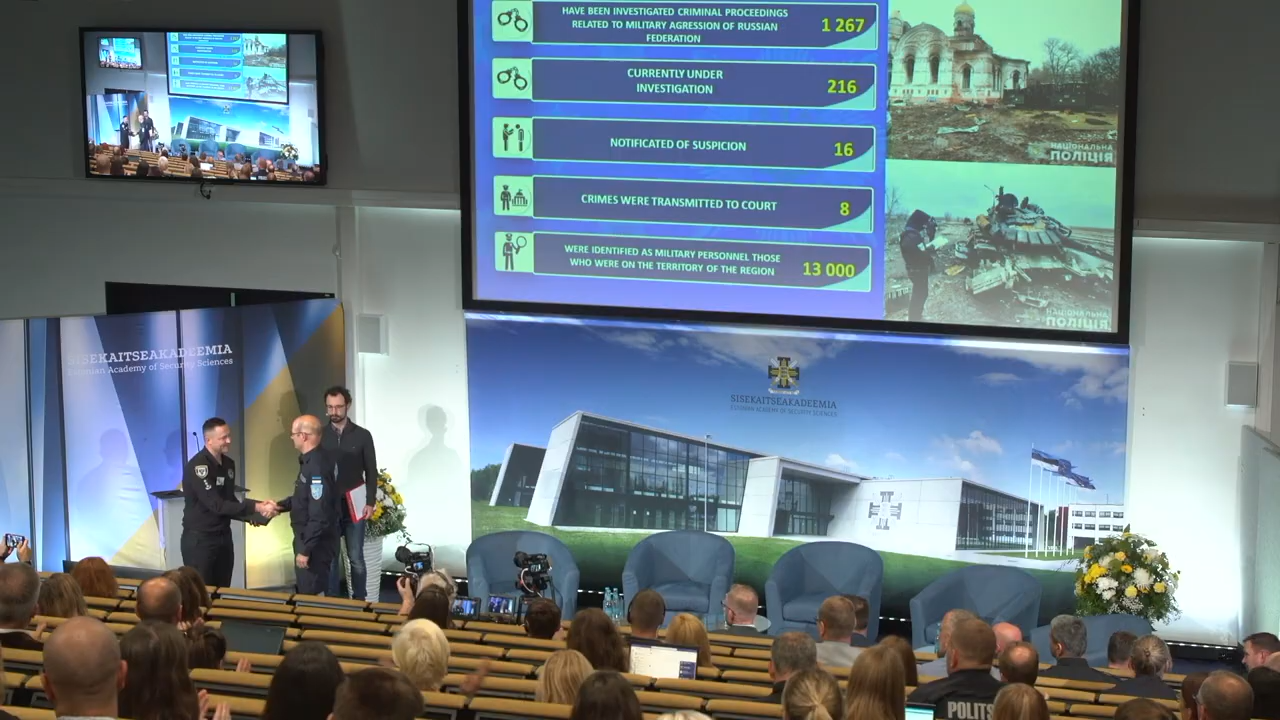 HAVE BEEN INVESTIGATED CRIMINAL PROCEEDINGS
RELATED TO MILITARY AGRESSION OF RUSSIAN
FEDERATION
1 267
CURRENTLY UNDER
INVESTIGATION
216
NOTIFICATED OF SUSPICION
16
CRIMES WERE TRANSMITTED TO COURT
8
WERE IDENTIFIED AS MILITARY PERSONNEL THOSE
WHO WERE ON THE TERRITORY OF THE REGION
13 000
НАЦІОНАЛЬНА
ПОЛІЦІЯ
НАЦІОНАЛЬНА
ПОЛІЦІЯ
SISEKAITSEAKADEEMIA
Estonian Academy of Security Sciences
SISEKAITSEAKADEEMIA
ESTONIAN ACADEMY OF SECURITY SCIENCES
POLITS